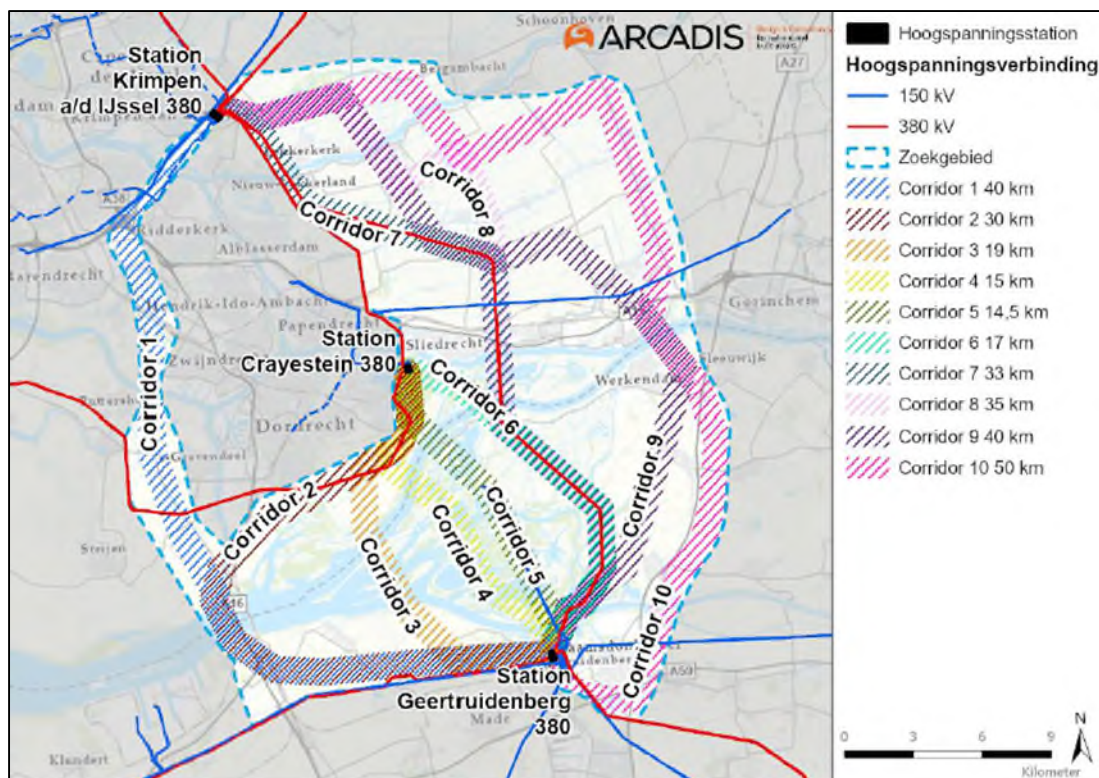 Schoonhoven
ARCADIS
Station
Krimpen
a/d IJssel 380
Bergambacht
A27
Nieuw-Lekkerland
Corridor 8
Corridor 7
Ridderkerk
Alblasserdam
Barendrecht
Hendrik-Ido-Ambacht
Papendrecht
Gorinchem
Station
Crayestein 380
Sliedrecht
Corridor 1
Zwijndrecht
Sleeuwijk
Werkendam
Corridor 6
Dordrecht
Corridor 9
Corridor 2
Corridor 5
Corridor 4
Strijen
Corridor 3
A16
Corridor 10
A59
Station
Geertruidenberg
380
Made
Klundert
Hoogspanningsstation
Hoogspanningsverbinding
150 kV
380 kV
Zoekgebied
Corridor 1 40 km
Corridor 2 30 km
Corridor 3 19 km
Corridor 4 15 km
Corridor 5 14,5 km
Corridor 6 17 km
Corridor 7 33 km
Corridor 8 35 km
Corridor 9 40 km
Corridor 10 50 km
N
0 3 6 9
Kilometer